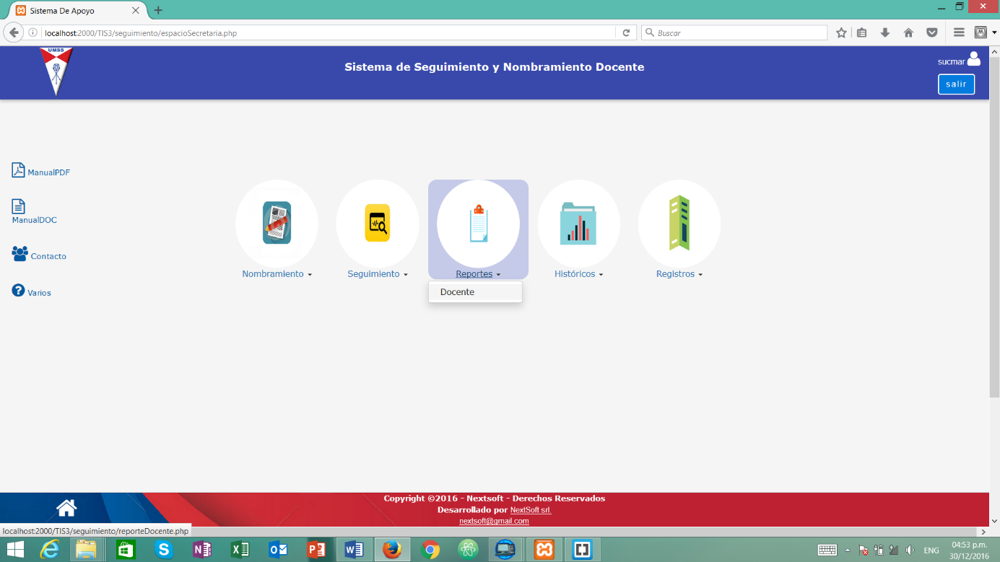 Sistema De Apoyo
localhost:2000/TIS3/seguimiento/espacioSecretaria.php
Buscar
UMSS
Sistema de Seguimiento y Nombramiento Docente
sucmar
salir
ManualPDF
ManualDOC
Contacto
Varios
Nombramiento
Seguimiento
Reportes
Históricos
Registros
Docente
Copyright ©2016 - Nextsoft - Derechos Reservados
Desarrollado por NextSoft srl.
nextsoft@gmail.com
localhost:2000/TIS3/seguimiento/reporteDocente.php
ENG
04:53 p.m.
30/12/2016